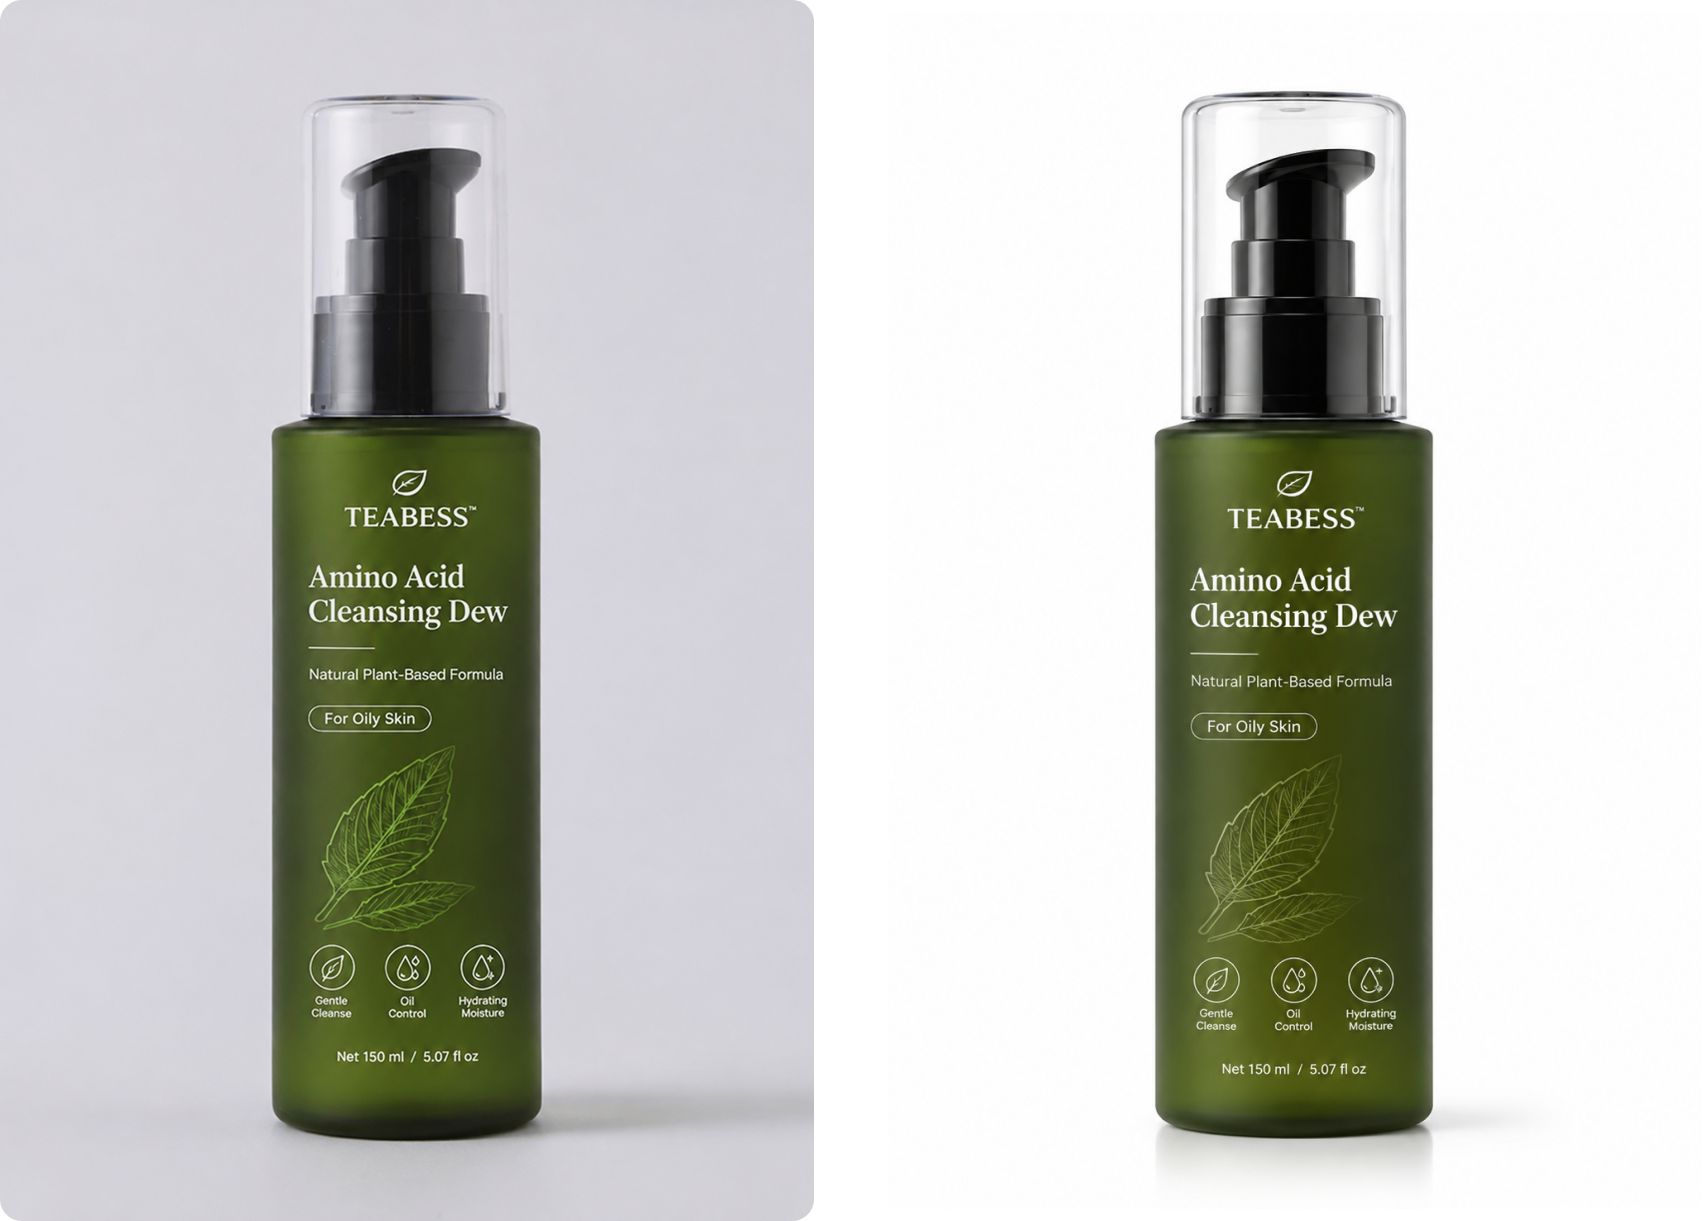 TEABESS™
Amino Acid
Cleansing Dew
Natural Plant-Based Formula
For Oily Skin
Gentle
Cleanse
Oil
Control
Hydrating
Moisture
Net 150 ml / 5.07 fl oz
TEABESS™
Amino Acid
Cleansing Dew
Natural Plant-Based Formula
For Oily Skin
Gentle
Cleanse
Oil
Control
Hydrating
Moisture
Net 150 ml / 5.07 fl oz